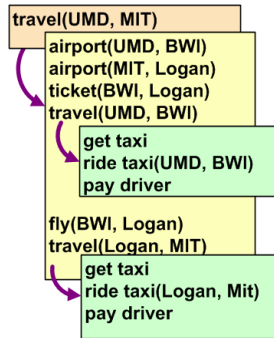 travel(UMD, MIT)
airport(UMD, BWI)
airport(MIT, Logan)
ticket(BWI, Logan)
travel(UMD, BWI)
get taxi
ride taxi(UMD, BWI)
pay driver
fly(BWI, Logan)
travel(Logan, MIT)
get taxi
ride taxi(Logan, Mit)
pay driver